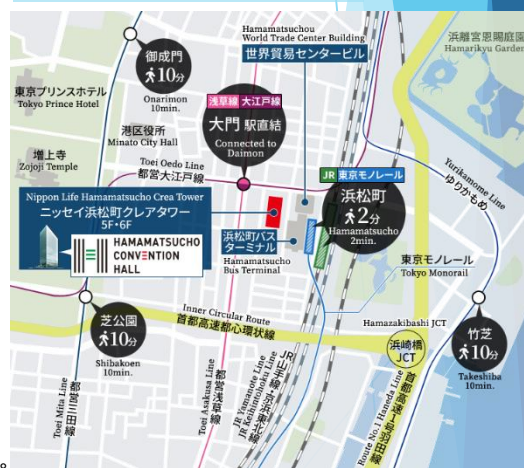 Hamamatsuchou
World Trade Center Building
世界貿易センタービル
浜離宮恩賜庭園
Hamarikyu Garden
御成門
10分
Onarimon
10min.
東京プリンスホテル
Tokyo Prince Hotel
浅草線 大江戸線
大門 駅直結
Connected to
Daimon
港区役所
Minato City Hall
増上寺
Zojoji Temple
Toei Oedo Line
都営大江戸線
JR 東京モノレール
浜松町
2分
Hamamatsucho
2min.
Yurikamome Line
ゆりかもめ
Nippon Life Hamamatsucho Crea Tower
ニッセイ浜松町クレアタワー
5F・6F
HAMAMATSUCHO
CONVENTION
HALL
浜松町バス
ターミナル
Hamamatsucho
Bus Terminal
東京モノレール
Tokyo Monorail
芝公園
10分
Shibakoen
10min.
Inner Circular Route
首都高速都心環状線
Hamazakibashi JCT
浜崎橋
JCT
竹芝
10分
Takeshiba
10min.
Toei Mita Line
都営三田線
Toei Asakusa Line
都営浅草線
JR Yamanote Line
JR Keihintohoku Line
JR山手線・京浜東北線
Route No.1 Haneda Line
首都高速1号羽田線